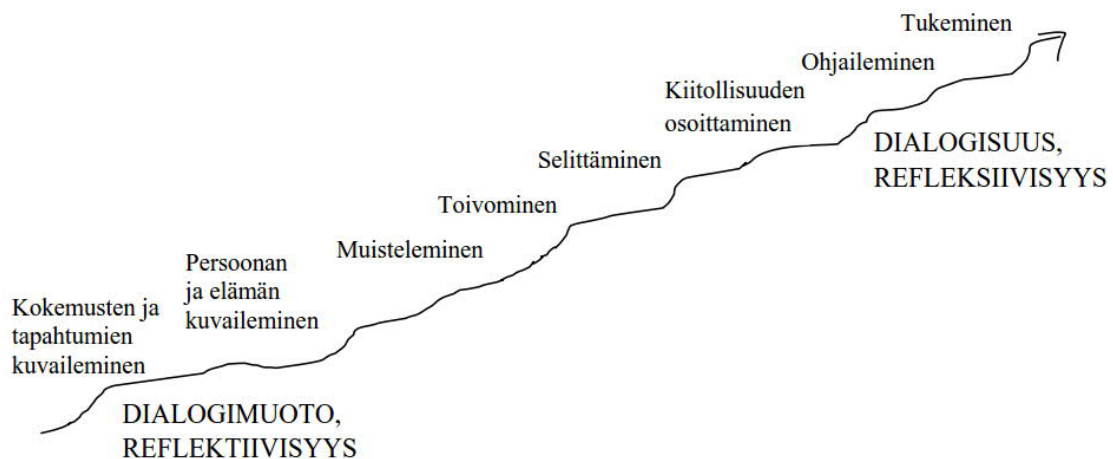 Tukeminen
Ohjaileminen
Kiitollisuuden
osoittaminen
DIALOGISUUS,
REFLEKSIIVISYYS
Selittäminen
Toivominen
Muisteleminen
Persoonan
ja elämän
kuvaileminen
Kokemusten ja
tapahtumien
kuvaileminen
DIALOGIMUOTO,
REFLEKTIIVISYYS